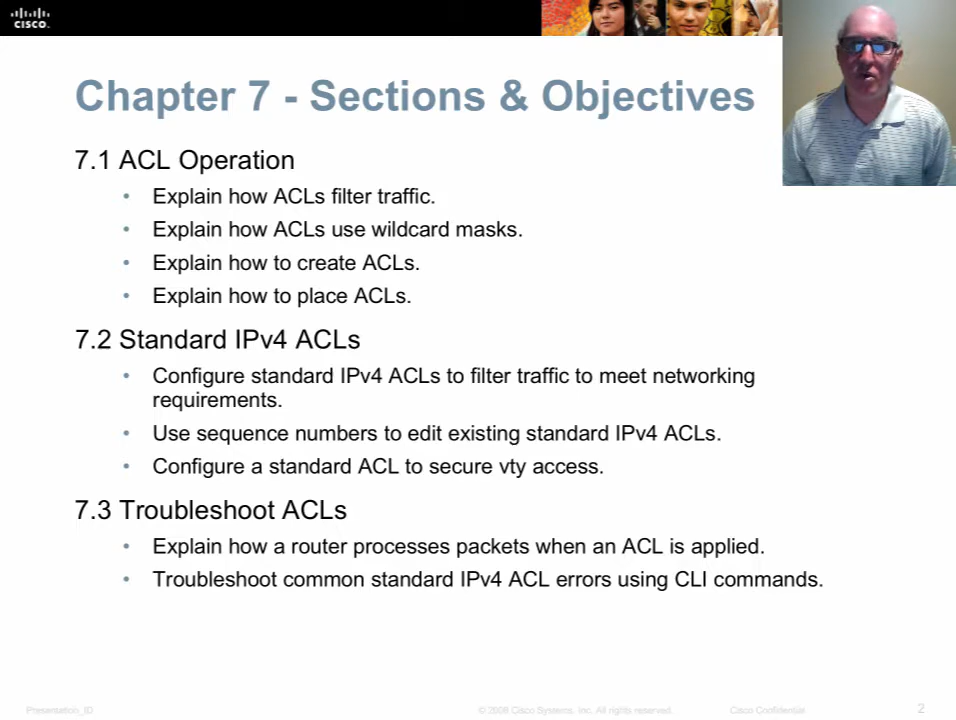 CISCO
Chapter 7 - Sections & Objectives
7.1 ACL Operation
• Explain how ACLs filter traffic.
• Explain how ACLs use wildcard masks.
• Explain how to create ACLs.
• Explain how to place ACLs.
7.2 Standard IPv4 ACLs
• Configure standard IPv4 ACLs to filter traffic to meet networking
requirements.
• Use sequence numbers to edit existing standard IPv4 ACLs.
• Configure a standard ACL to secure vty access.
7.3 Troubleshoot ACLs
• Explain how a router processes packets when an ACL is applied.
• Troubleshoot common standard IPv4 ACL errors using CLI commands.
Presentation_ID © 2008 Cisco Systems, Inc. All rights reserved. Cisco Confidential 2